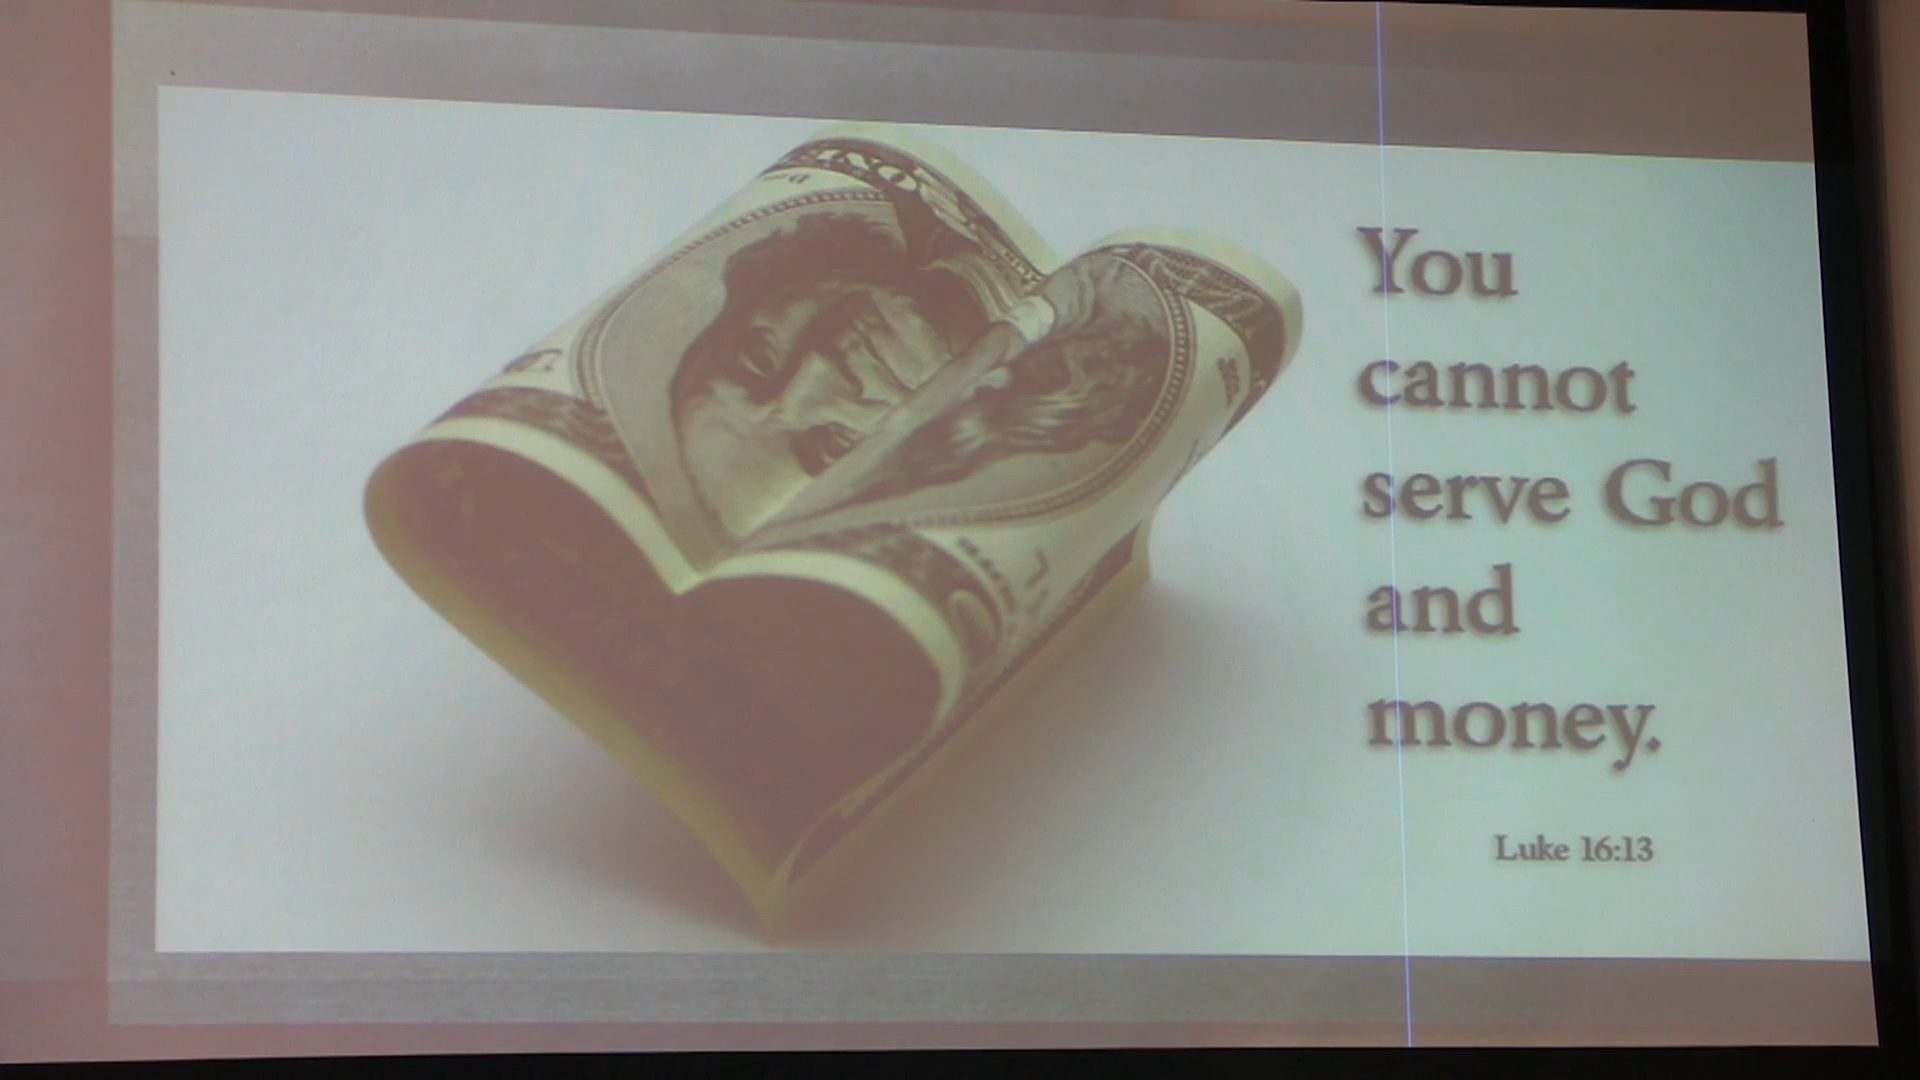 You
cannot
serve God
and
money.
Luke 16:13